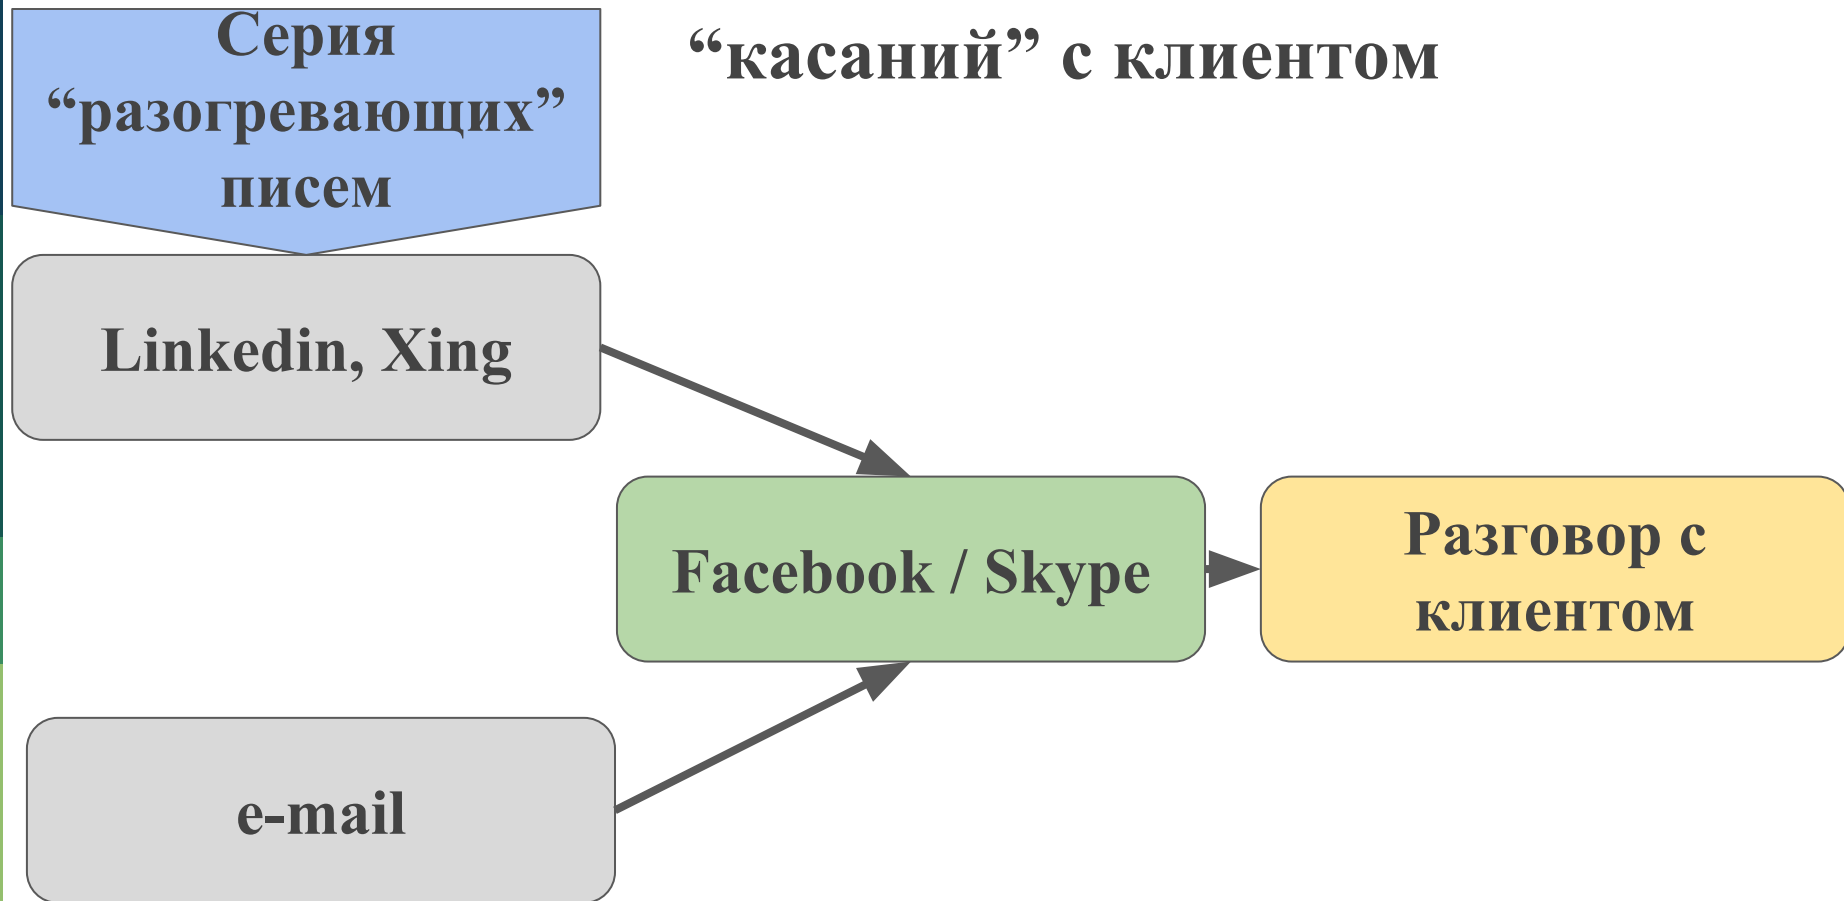 Серия
“разогревающих”
писем
“касаний” с клиентом
Linkedin, Xing
Facebook / Skype
Разговор с
клиентом
e-mail